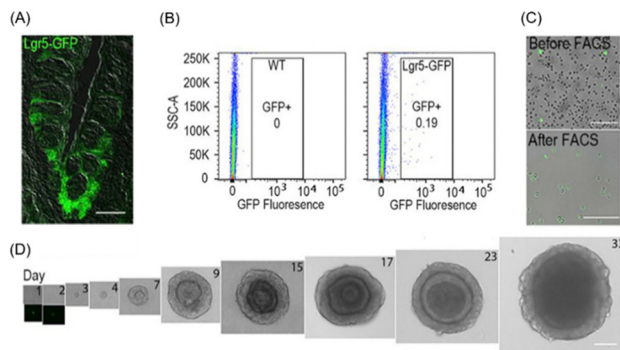 (A)
Lgr5-GFP
(B)
250K
200K
150K
100K
50K
0
SSC-A
WT
GFP+
0
0 10³ 10⁴ 10⁵
GFP Fluoresence
Lgr5-GFP
GFP+
0.19
0 10³ 10⁴ 10⁵
GFP Fluoresence
(C)
Before FACS
After FACS
(D)
Day
1 2 3 4 7 9 15 17 23